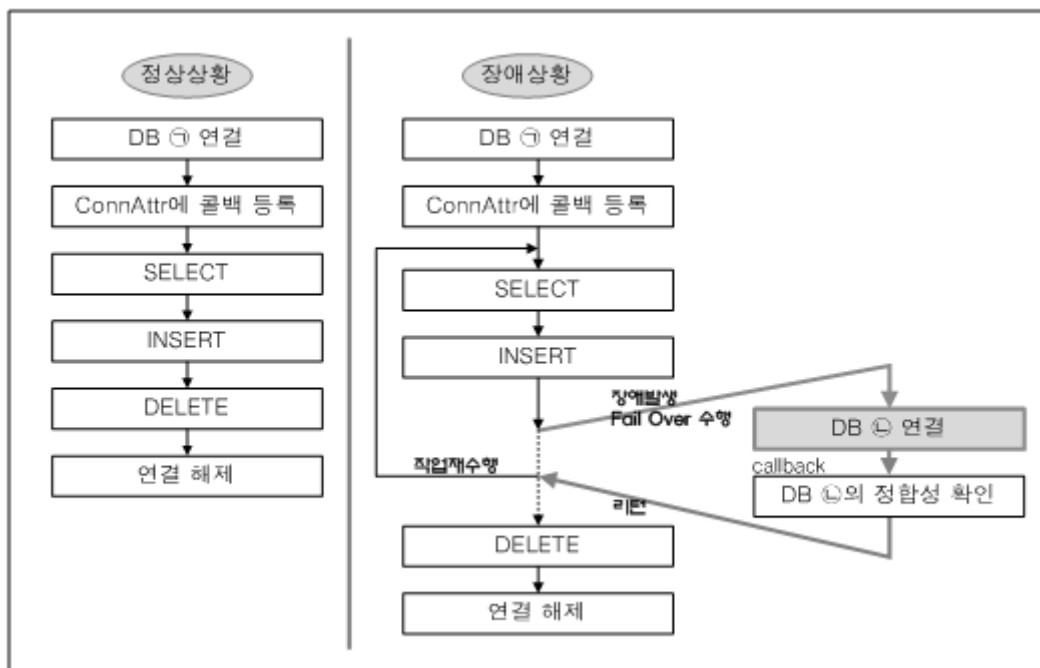 정상상황
DB ㉠ 연결
ConnAttr에 콜백 등록
SELECT
INSERT
DELETE
연결 해제
장애상황
DB ㉠ 연결
ConnAttr에 콜백 등록
SELECT
INSERT
장애발생
Fail Over 수행
DB ㉡ 연결
callback
DB ㉡의 정합성 확인
작업재수행
리턴
DELETE
연결 해제